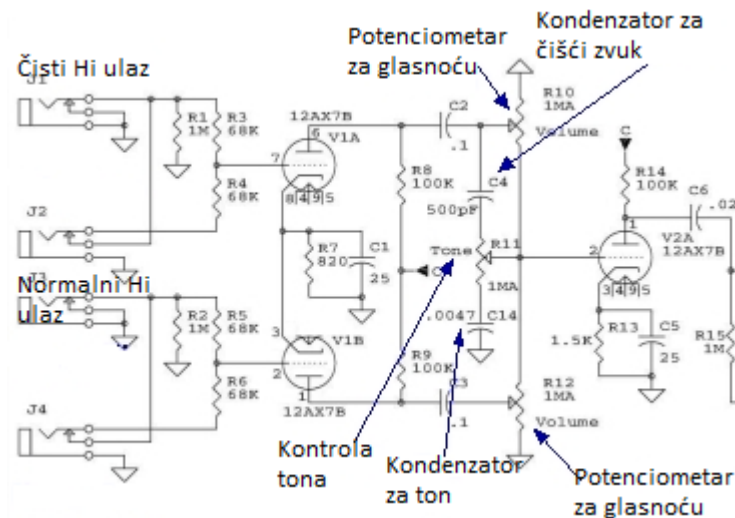 Kondenzator za
čišći zvuk
Potenciometar
za glasnoću
Čisti Hi ulaz
J1
R1
1M
R3
68K
12AX7B
6
V1A
7
8 4 9 5
C2
.1
R10
1MA
Volume
C
R4
68K
R8
100K
C4
500pF
R14
100K
C6
.02
J2
R7
820
C1
25
Tone
R11
1MA
C
1
V2A
12AX7B
2
3 4 9 5
J3
Normalni Hi
ulaz
R2
1M
R5
68K
3
V1B
2
1
12AX7B
.0047
C14
R13
1.5K
C5
25
R15
1M
R6
68K
R9
100K
C3
.1
R12
1MA
Volume
J4
Kontrola
tona
Kondenzator
za ton
Potenciometar
za glasnoću